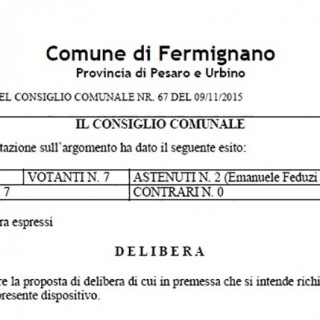 Comune di Fermignano
Provincia di Pesaro e Urbino
EL CONSIGLIO COMUNALE NR. 67 DEL 09/11/2015
IL CONSIGLIO COMUNALE
tazione sull'argomento ha dato il seguente esito:
VOTANTI N. 7 ASTENUTI N. 2 (Emanuele Feduzi
7 CONTRARI N. 0
ra espressi
DELIBERA
re la proposta di delibera di cui in premessa che si intende richi
presente dispositivo.